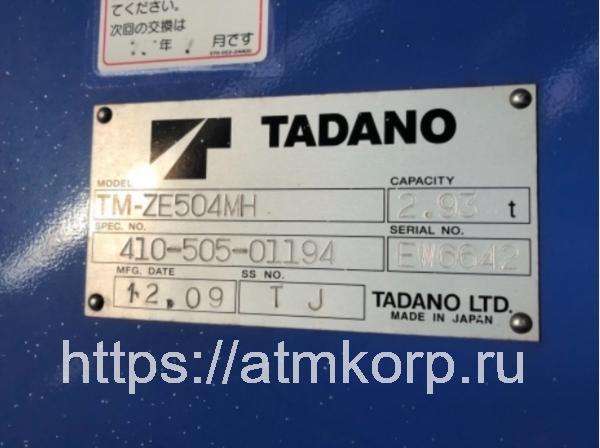 てください。
次回の交換は
年 月です
TADANO
MODEL
TM-ZE504MH
CAPACITY
2.93 t
SPEC. NO.
410-505-01194
SERIAL NO.
EW6642
MFG. DATE
12.09
SS NO.
TJ
TADANO LTD.
MADE IN JAPAN
https://atmkorp.ru